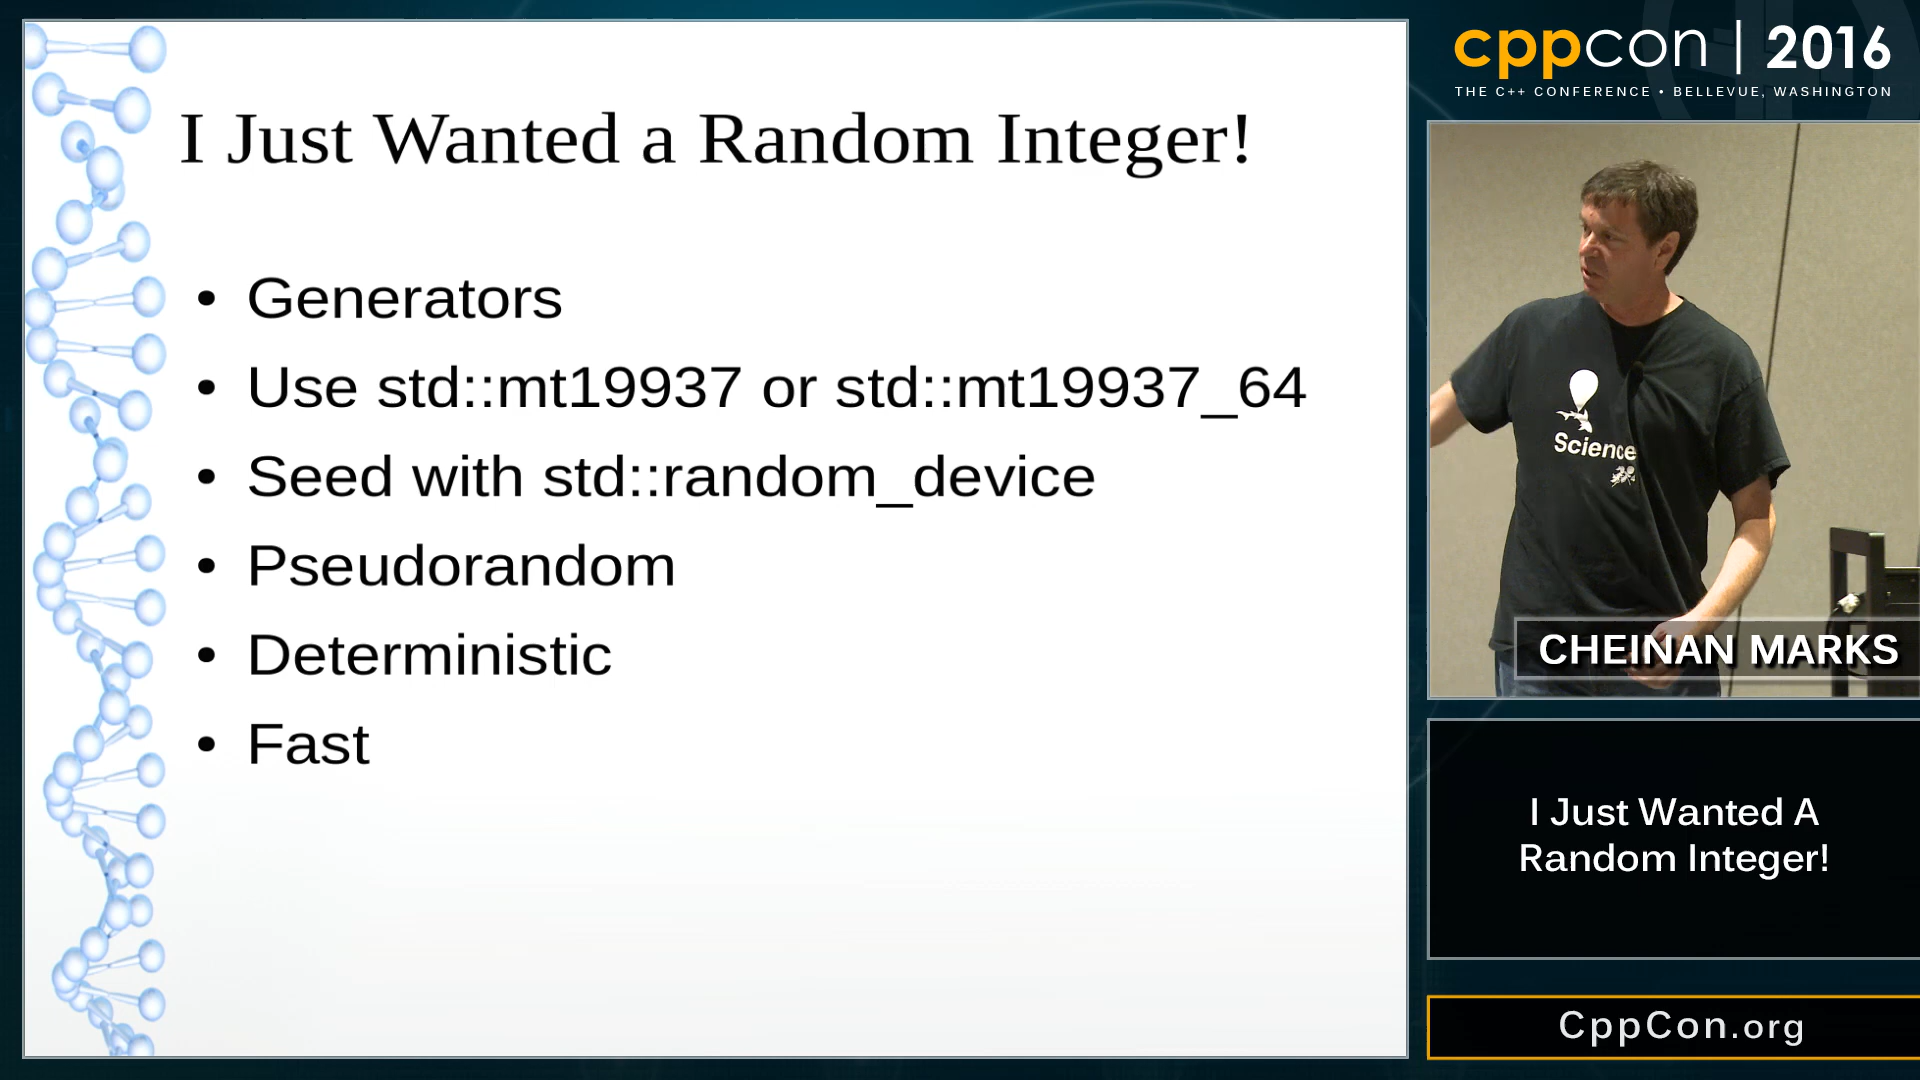 I Just Wanted a Random Integer!
• Generators
• Use std::mt19937 or std::mt19937_64
• Seed with std::random_device
• Pseudorandom
• Deterministic
• Fast
cppcon | 2016
THE C++ CONFERENCE • BELLEVUE, WASHINGTON
Science
CHEINAN MARKS
I Just Wanted A
Random Integer!
CppCon.org